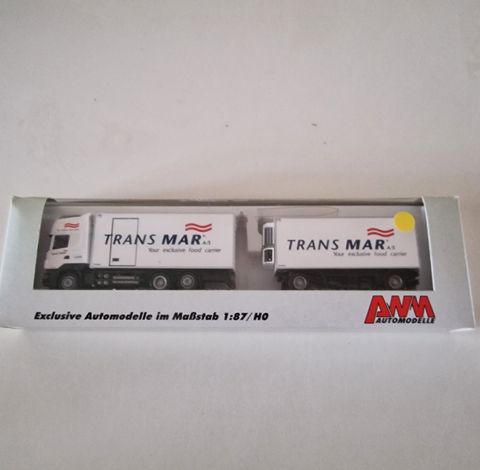 TRANS MAR A/S
Your exclusive food carrier
TRANS MAR A/S
Your exclusive food carrier
Exclusive Automodelle im Maßstab 1:87/H0
AWM
AUTOMODELLE